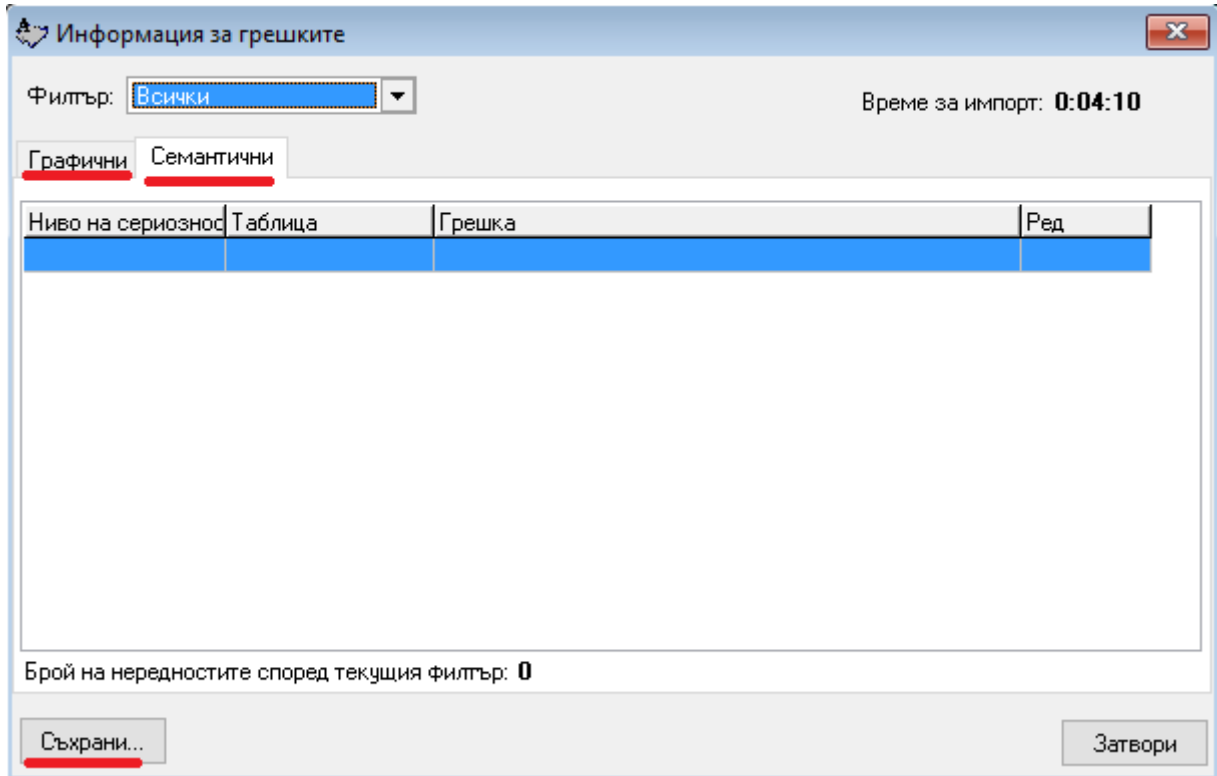 Информация за грешките
Филтър: Всички
Време за импорт: 0:04:10
Графични Семантични
Ниво на сериозност Таблица Грешка Ред
Брой на нередностите според текущия филтър: 0
Съхрани... Затвори